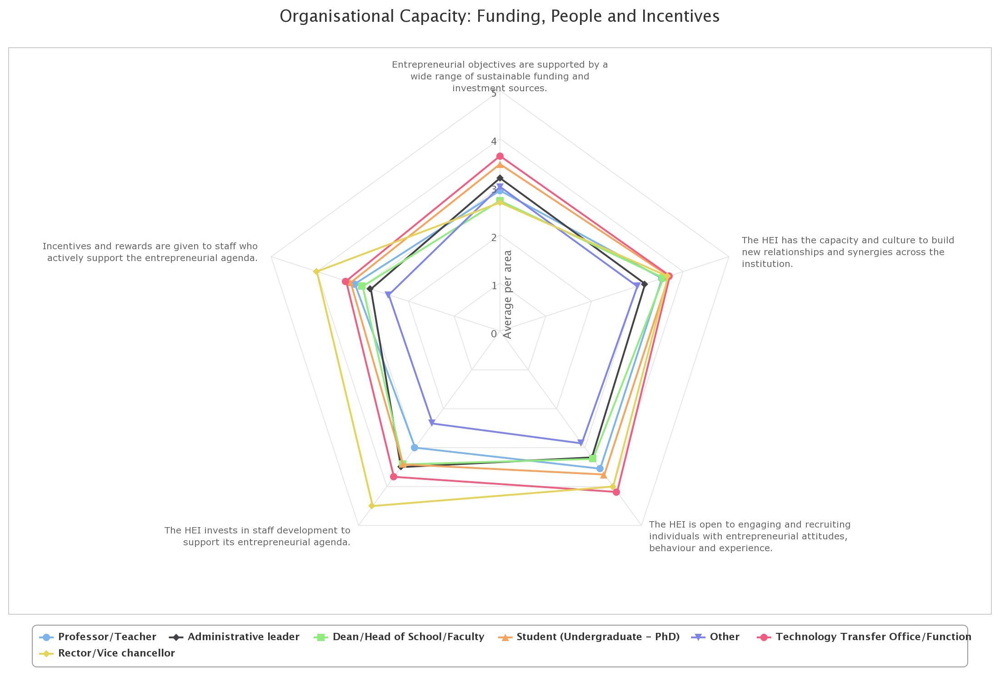 Organisational Capacity: Funding, People and Incentives
Entrepreneurial objectives are supported by a
wide range of sustainable funding and
investment sources.
5
4
3
2
1
0
Average per area
The HEI has the capacity and culture to build
new relationships and synergies across the
institution.
Incentives and rewards are given to staff who
actively support the entrepreneurial agenda.
The HEI is open to engaging and recruiting
individuals with entrepreneurial attitudes,
behaviour and experience.
The HEI invests in staff development to
support its entrepreneurial agenda.
Professor/Teacher Administrative leader Dean/Head of School/Faculty Student (Undergraduate – PhD) Other Technology Transfer Office/Function
Rector/Vice chancellor